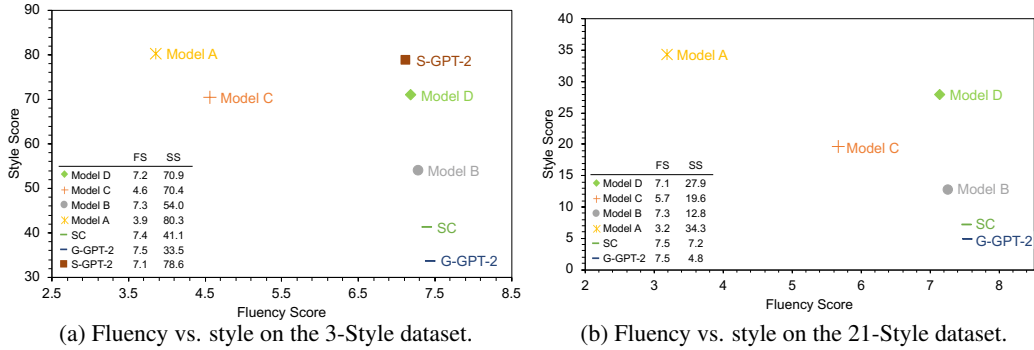 90
80
70
60
50
40
30
2.5 3.5 4.5 5.5 6.5 7.5 8.5
Style Score
Fluency Score
Model A
S-GPT-2
Model C
Model D
Model B
SC
G-GPT-2
FS SS
Model D 7.2 70.9
Model C 4.6 70.4
Model B 7.3 54.0
Model A 3.9 80.3
SC 7.4 41.1
G-GPT-2 7.5 33.5
S-GPT-2 7.1 78.6
(a) Fluency vs. style on the 3-Style dataset.
40
35
30
25
20
15
10
5
0
2 3 4 5 6 7 8
Style Score
Fluency Score
Model A
Model D
Model C
Model B
SC
G-GPT-2
FS SS
Model D 7.1 27.9
Model C 5.7 19.6
Model B 7.3 12.8
Model A 3.2 34.3
SC 7.5 7.2
G-GPT-2 7.5 4.8
(b) Fluency vs. style on the 21-Style dataset.